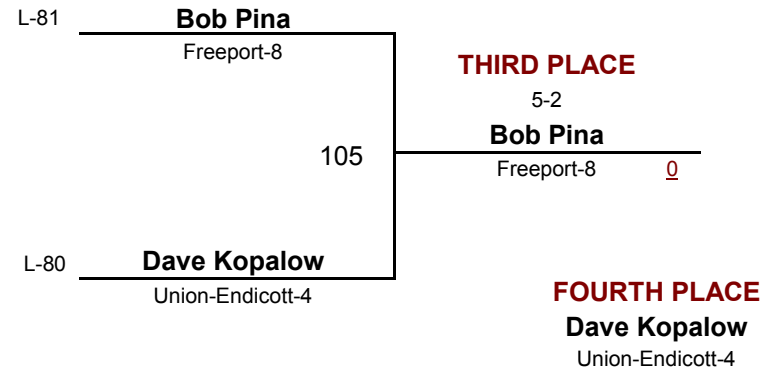 L-81 Bob Pina
Freeport-8
THIRD PLACE
5-2
Bob Pina
105
Freeport-8 0
L-80 Dave Kopalow
Union-Endicott-4
FOURTH PLACE
Dave Kopalow
Union-Endicott-4